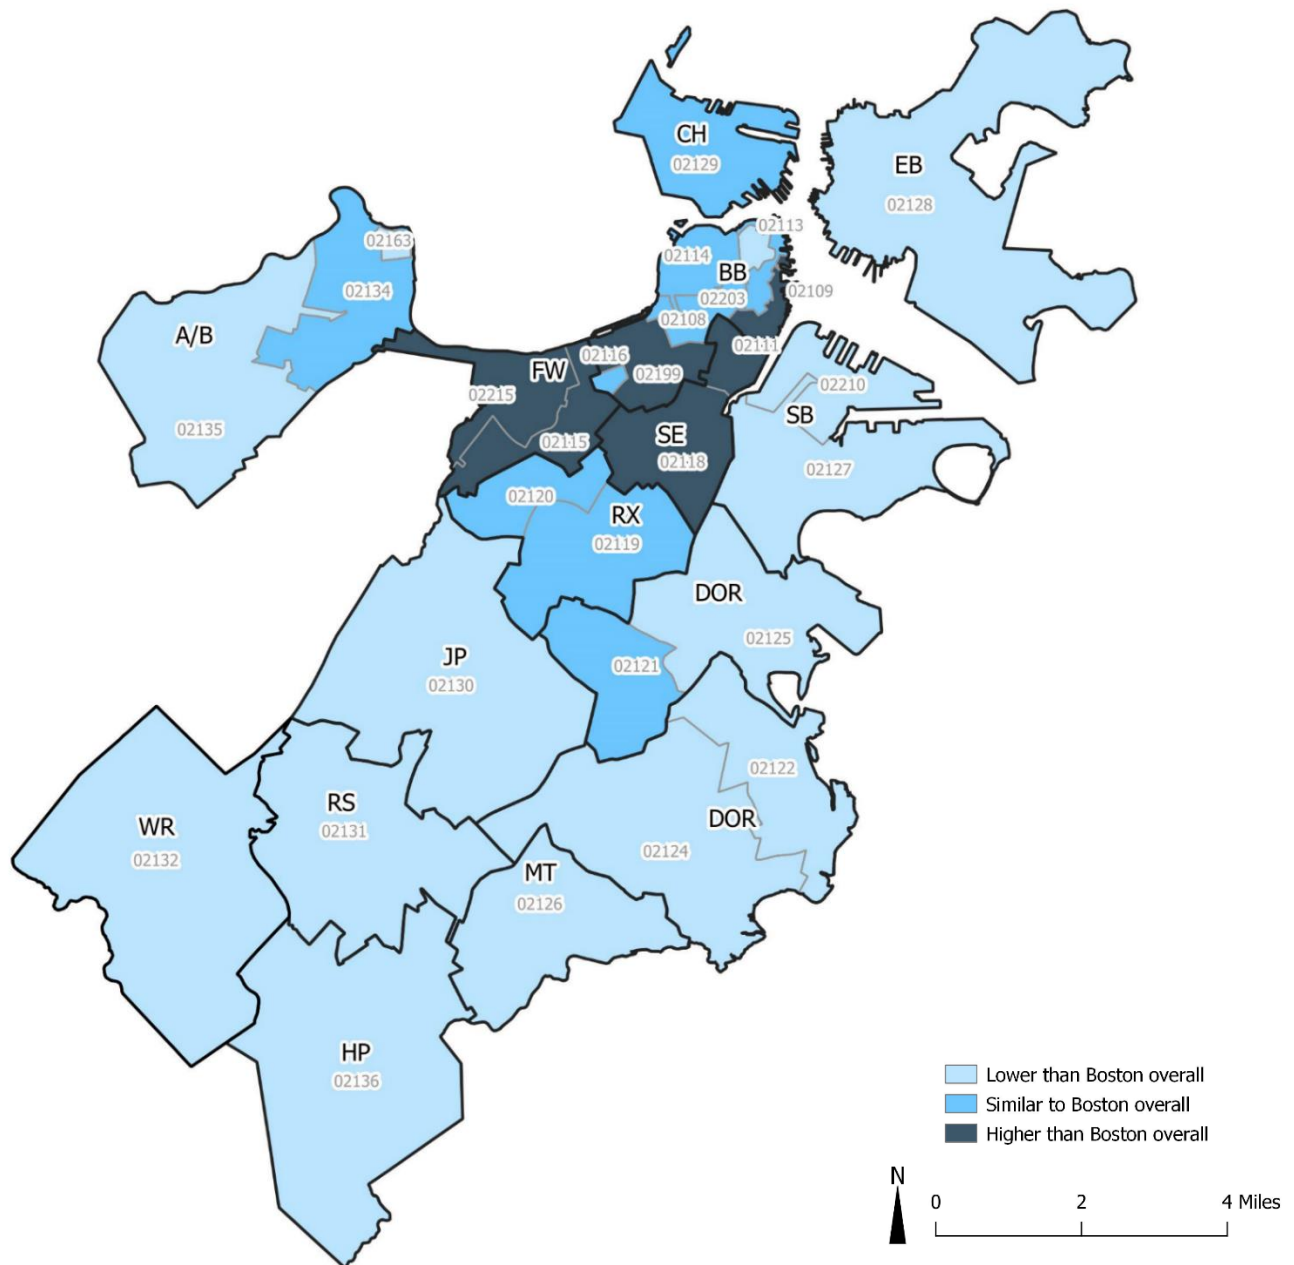 CH
02129
EB
02128
02113
02163
02114
BB
02134
02203
02109
02108
A/B
02111
02116
FW
02199
02210
02215
SB
02135
SE
02115
02118
02127
02120
RX
02119
DOR
02125
JP
02121
02130
02122
RS
DOR
WR
02131
02132
02124
MT
02126
HP
02136
Lower than Boston overall
Similar to Boston overall
Higher than Boston overall
N
0 2 4 Miles